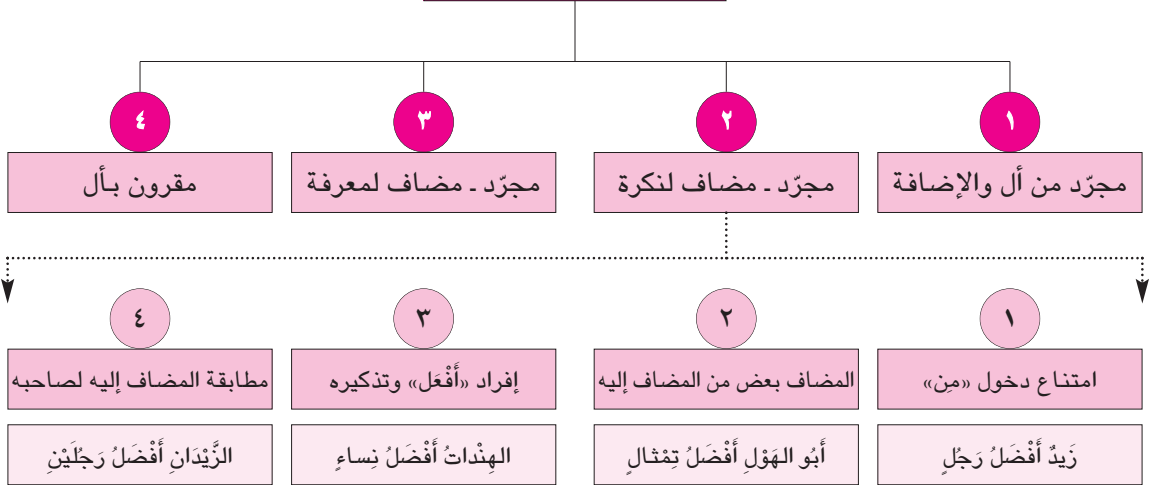 ١
٢
٣
٤
مجرّد من أل والإضافة
مجرّد ـ مضاف لنكرة
مجرّد ـ مضاف لمعرفة
مقرون بـأل
١
٢
٣
٤
امتناع دخول «مِن»
المضاف بعض من المضاف إليه
إفراد «أَفْعَل» وتذكيره
مطابقة المضاف إليه لصاحبه
زَيدٌ أَفْضَلُ رَجُلٍ
أَبُو الهَوْلِ أَفْضَلُ تِمْثالٍ
الهِنْداتُ أَفْضَلُ نِساءٍ
الزَّيْدَانِ أَفْضَلُ رَجُلَيْنِ